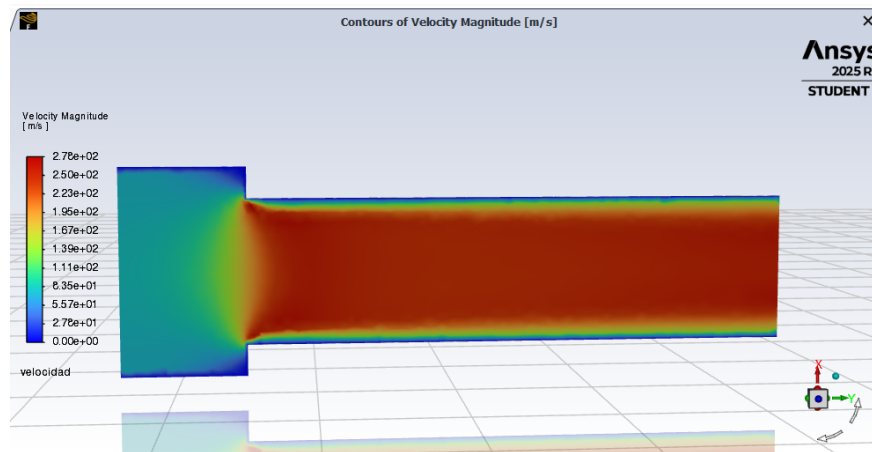 Contours of Velocity Magnitude [m/s]
Ansys
2025 R
STUDENT
Velocity Magnitude
[ m/s ]
2.78e+02
2.50e+02
2.23e+02
1.95e+02
1.67e+02
1.39e+02
1.11e+02
8.35e+01
5.57e+01
2.78e+01
0.00e+00
velocidad
X
Y